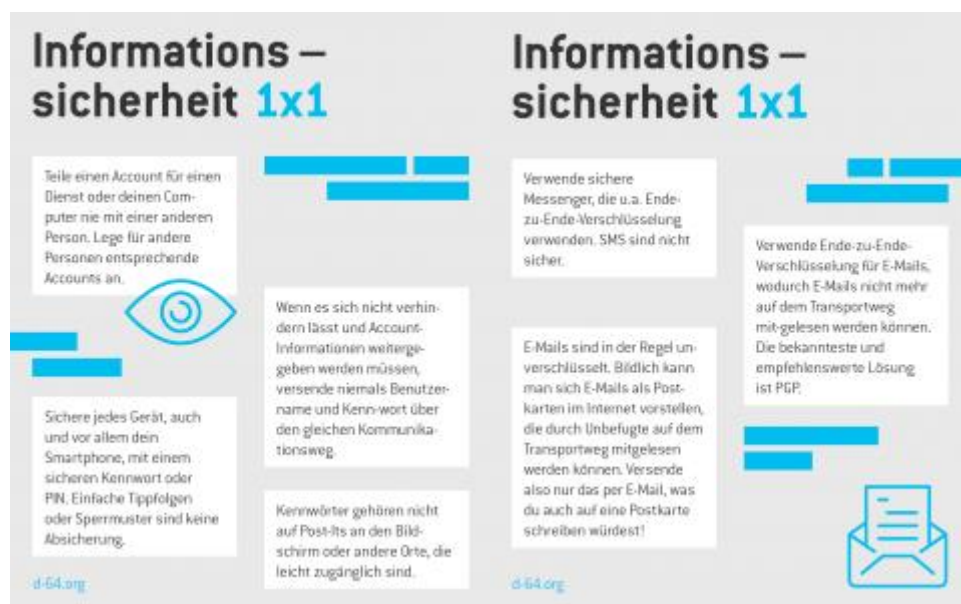 Informations –
sicherheit 1x1
Teile einen Account für einen
Dienst oder deinen Com-
puter nie mit einer anderen
Person. Lege für andere
Personen entsprechende
Accounts an.
Sichere jedes Gerät, auch
und vor allem dein
Smartphone, mit einem
sicheren Kennwort oder
PIN. Einfache Tippfolgen
oder Sperrmuster sind keine
Absicherung.
Wenn es sich nicht verhin-
dern lässt und Account-
Informationen weiterge-
geben werden müssen,
versende niemals Benutzer-
name und Kenn-wort über
den gleichen Kommunika-
tionsweg.
Kennwörter gehören nicht
auf Post-Its an den Bild-
schirm oder andere Orte, die
leicht zugänglich sind.
d-64.org
Informations –
sicherheit 1x1
Verwende sichere
Messenger, die u.a. Ende-
zu-Ende-Verschlüsselung
verwenden. SMS sind nicht
sicher.
E-Mails sind in der Regel un-
verschlüsselt. Bildlich kann
man sich E-Mails als Post-
karten im Internet vorstellen,
die durch Unbefugte auf dem
Transportweg mitgelesen
werden können. Versende
also nur das per E-Mail, was
du auch auf eine Postkarte
schreiben würdest!
Verwende Ende-zu-Ende-
Verschlüsselung für E-Mails,
wodurch E-Mails nicht mehr
auf dem Transportweg
mit-gelesen werden können.
Die bekannteste und
empfehlenswerte Lösung
ist PGP.
d-64.org